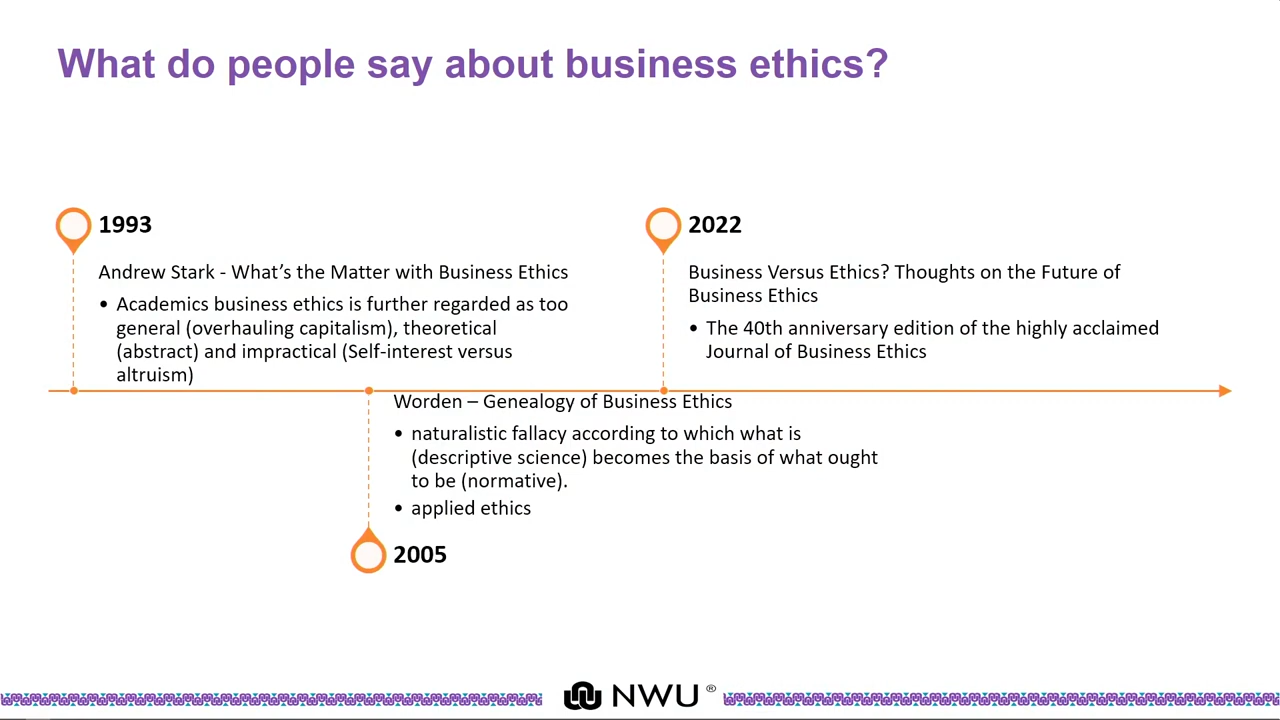 What do people say about business ethics?
1993
Andrew Stark - What’s the Matter with Business Ethics
• Academics business ethics is further regarded as too
general (overhauling capitalism), theoretical
(abstract) and impractical (Self-interest versus
altruism)
Worden – Genealogy of Business Ethics
• naturalistic fallacy according to which what is
(descriptive science) becomes the basis of what ought
to be (normative).
• applied ethics
2005
2022
Business Versus Ethics? Thoughts on the Future of
Business Ethics
• The 40th anniversary edition of the highly acclaimed
Journal of Business Ethics
NWU®